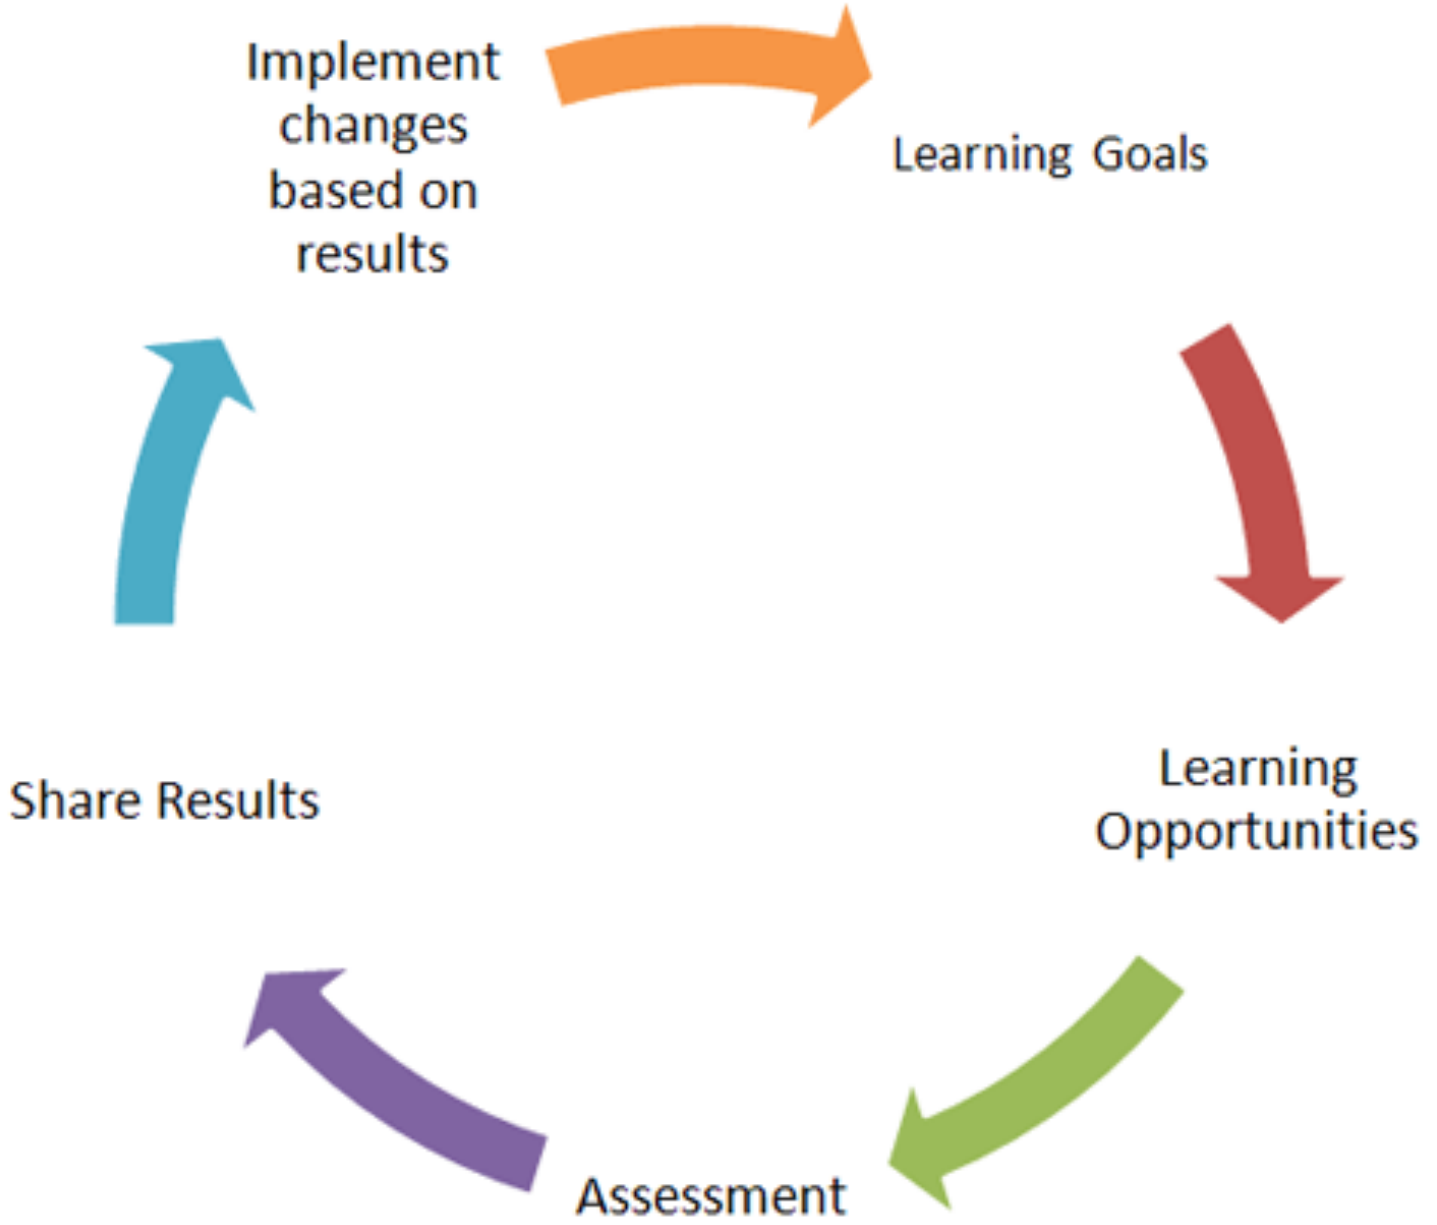 Implement
changes
based on
results
Learning Goals
Learning
Opportunities
Assessment
Share Results